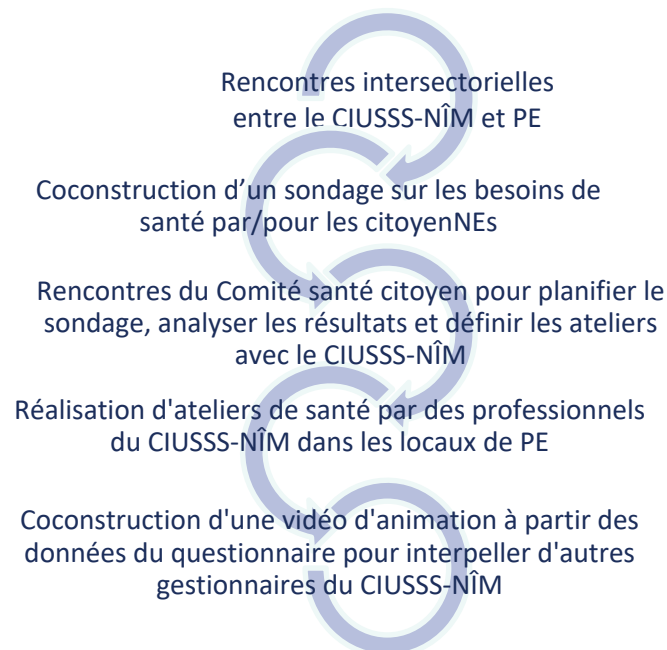 Rencontres intersectorielles
entre le CIUSSS-NÎM et PE
Coconstruction d’un sondage sur les besoins de
santé par/pour les citoyenNEs
Rencontres du Comité santé citoyen pour planifier le
sondage, analyser les résultats et définir les ateliers
avec le CIUSSS-NÎM
Réalisation d'ateliers de santé par des professionnels
du CIUSSS-NÎM dans les locaux de PE
Coconstruction d'une vidéo d'animation à partir des
données du questionnaire pour interpeller d'autres
gestionnaires du CIUSSS-NÎM